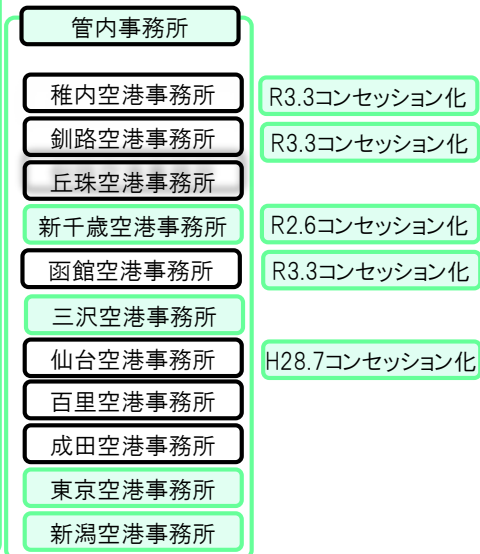 管内事務所
稚内空港事務所 R3.3コンセッション化
釧路空港事務所 R3.3コンセッション化
丘珠空港事務所
新千歳空港事務所 R2.6コンセッション化
函館空港事務所 R3.3コンセッション化
三沢空港事務所
仙台空港事務所 H28.7コンセッション化
百里空港事務所
成田空港事務所
東京空港事務所
新潟空港事務所